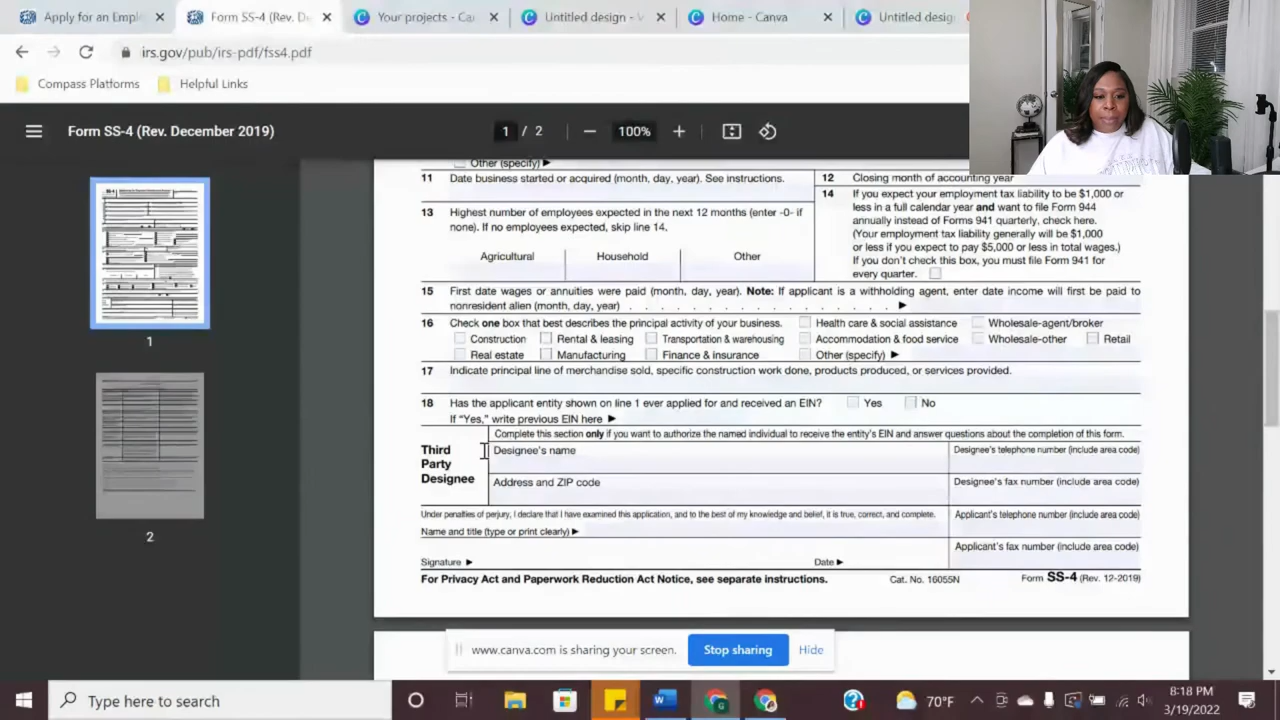 Apply for an Empl
Form SS-4 (Rev. De
Your projects - Ca
Untitled design -
Home - Canva
Untitled desig
irs.gov/pub/irs-pdf/fss4.pdf
Compass Platforms
Helpful Links
Form SS-4 (Rev. December 2019)
1 / 2
100%
1
2
Other (specify) ▶
11 Date business started or acquired (month, day, year). See instructions.
12 Closing month of accounting year
13 Highest number of employees expected in the next 12 months (enter -0- if
none). If no employees expected, skip line 14.
Agricultural Household Other
14 If you expect your employment tax liability to be $1,000 or
less in a full calendar year and want to file Form 944
annually instead of Forms 941 quarterly, check here.
(Your employment tax liability generally will be $1,000
or less if you expect to pay $5,000 or less in total wages.)
If you don't check this box, you must file Form 941 for
every quarter.
15 First date wages or annuities were paid (month, day, year). Note: If applicant is a withholding agent, enter date income will first be paid to
nonresident alien (month, day, year) . . . . . . . . . . . . . . . . . ▶
16 Check one box that best describes the principal activity of your business. Health care & social assistance Wholesale-agent/broker
Construction Rental & leasing Transportation & warehousing Accommodation & food service Wholesale-other Retail
Real estate Manufacturing Finance & insurance Other (specify) ▶
17 Indicate principal line of merchandise sold, specific construction work done, products produced, or services provided.
18 Has the applicant entity shown on line 1 ever applied for and received an EIN? Yes No
If "Yes," write previous EIN here ▶
Third
Party
Designee
Complete this section only if you want to authorize the named individual to receive the entity's EIN and answer questions about the completion of this form.
Designee's name
Designee's telephone number (include area code)
Address and ZIP code
Designee's fax number (include area code)
Under penalties of perjury, I declare that I have examined this application, and to the best of my knowledge and belief, it is true, correct, and complete.
Applicant's telephone number (include area code)
Name and title (type or print clearly) ▶
Applicant's fax number (include area code)
Signature ▶ Date ▶
For Privacy Act and Paperwork Reduction Act Notice, see separate instructions. Cat. No. 16055N Form SS-4 (Rev. 12-2019)
www.canva.com is sharing your screen.
Stop sharing
Hide
Type here to search
70°F
8:18 PM
3/19/2022